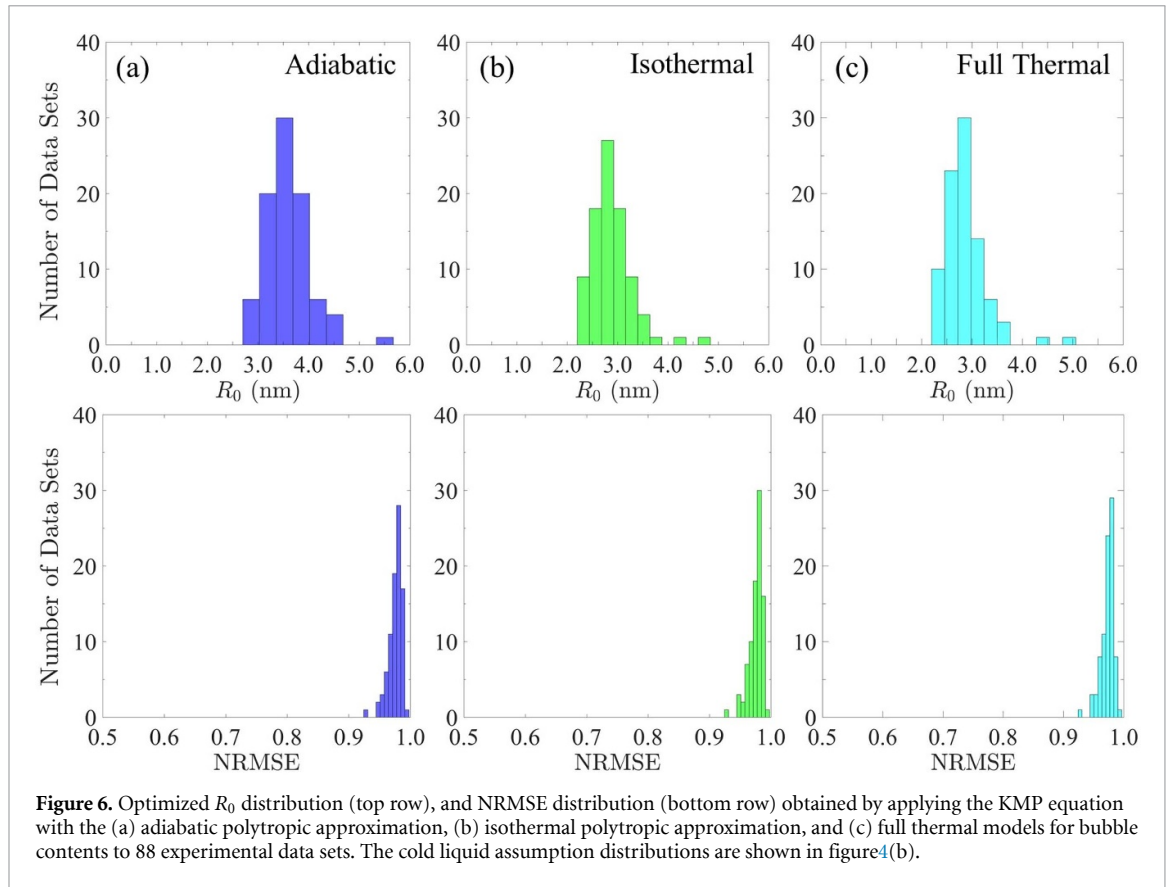 (a) Adiabatic
40
30
20
10
0
Number of Data Sets
0.0 1.0 2.0 3.0 4.0 5.0 6.0
R₀ (nm)
(b) Isothermal
40
30
20
10
0
0.0 1.0 2.0 3.0 4.0 5.0 6.0
R₀ (nm)
(c) Full Thermal
40
30
20
10
0
0.0 1.0 2.0 3.0 4.0 5.0 6.0
R₀ (nm)
40
30
20
10
0
Number of Data Sets
0.5 0.6 0.7 0.8 0.9 1.0
NRMSE
40
30
20
10
0
0.5 0.6 0.7 0.8 0.9 1.0
NRMSE
40
30
20
10
0
0.5 0.6 0.7 0.8 0.9 1.0
NRMSE
Figure 6. Optimized R₀ distribution (top row), and NRMSE distribution (bottom row) obtained by applying the KMP equation
with the (a) adiabatic polytropic approximation, (b) isothermal polytropic approximation, and (c) full thermal models for bubble
contents to 88 experimental data sets. The cold liquid assumption distributions are shown in figure4(b).